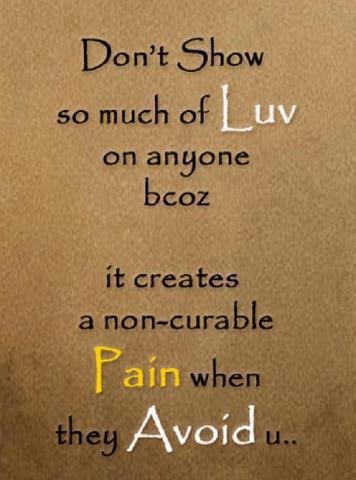 Don't Show
so much of Luv
on anyone
bcoz
it creates
a non-curable
Pain when
they Avoid u..